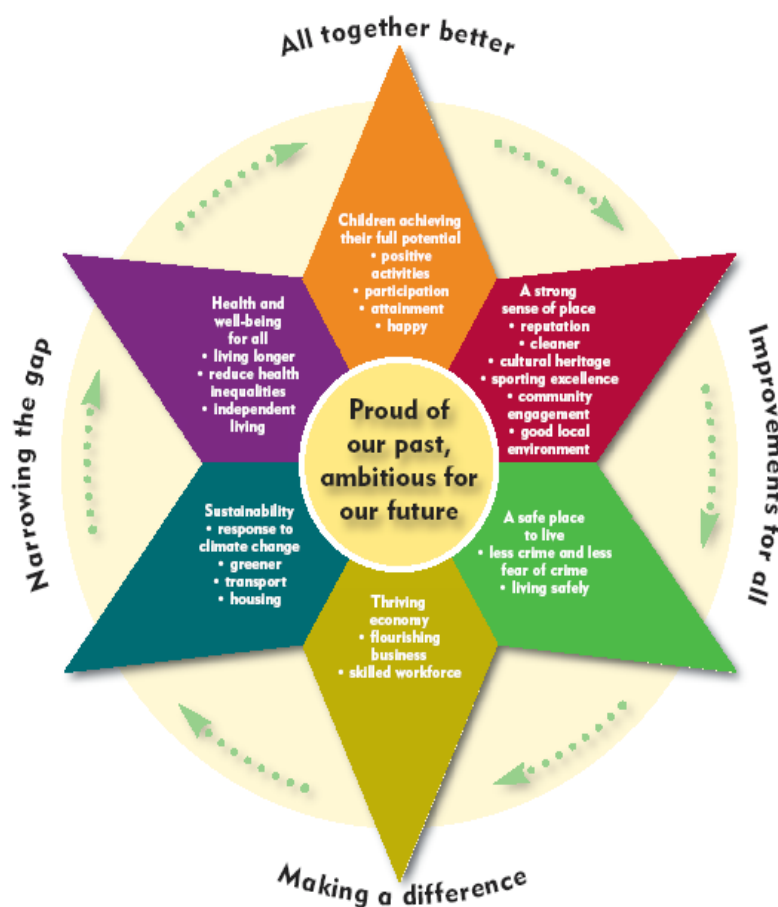 All together better
Children achieving
their full potential
• positive
activities
• participation
• attainment
• happy
A strong
sense of place
• reputation
• cleaner
• cultural heritage
• sporting excellence
• community
engagement
• good local
environment
Health and
well-being
for all
• living longer
• reduce health
inequalities
• independent
living
Narrowing the gap
Proud of
our past,
ambitious for
our future
Improvements for all
Sustainability
• response to
climate change
• greener
• transport
• housing
A safe place
to live
• less crime and less
fear of crime
• living safely
Thriving
economy
• flourishing
business
• skilled workforce
Making a difference